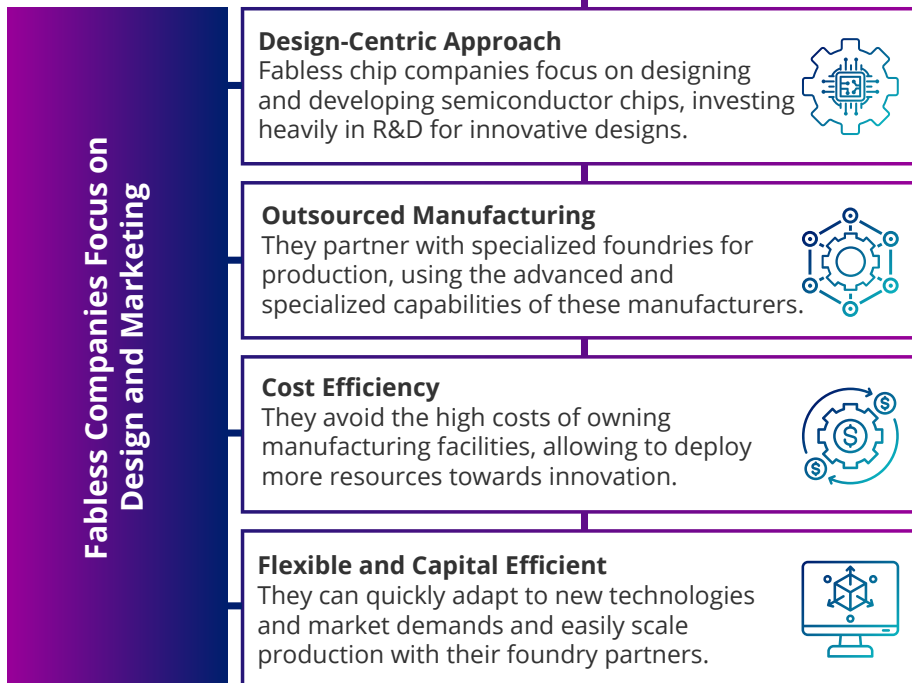 Fabless Companies Focus on
Design and Marketing
Design-Centric Approach
Fabless chip companies focus on designing
and developing semiconductor chips, investing
heavily in R&D for innovative designs.
Outsourced Manufacturing
They partner with specialized foundries for
production, using the advanced and
specialized capabilities of these manufacturers.
Cost Efficiency
They avoid the high costs of owning
manufacturing facilities, allowing to deploy
more resources towards innovation.
$
$
$
Flexible and Capital Efficient
They can quickly adapt to new technologies
and market demands and easily scale
production with their foundry partners.